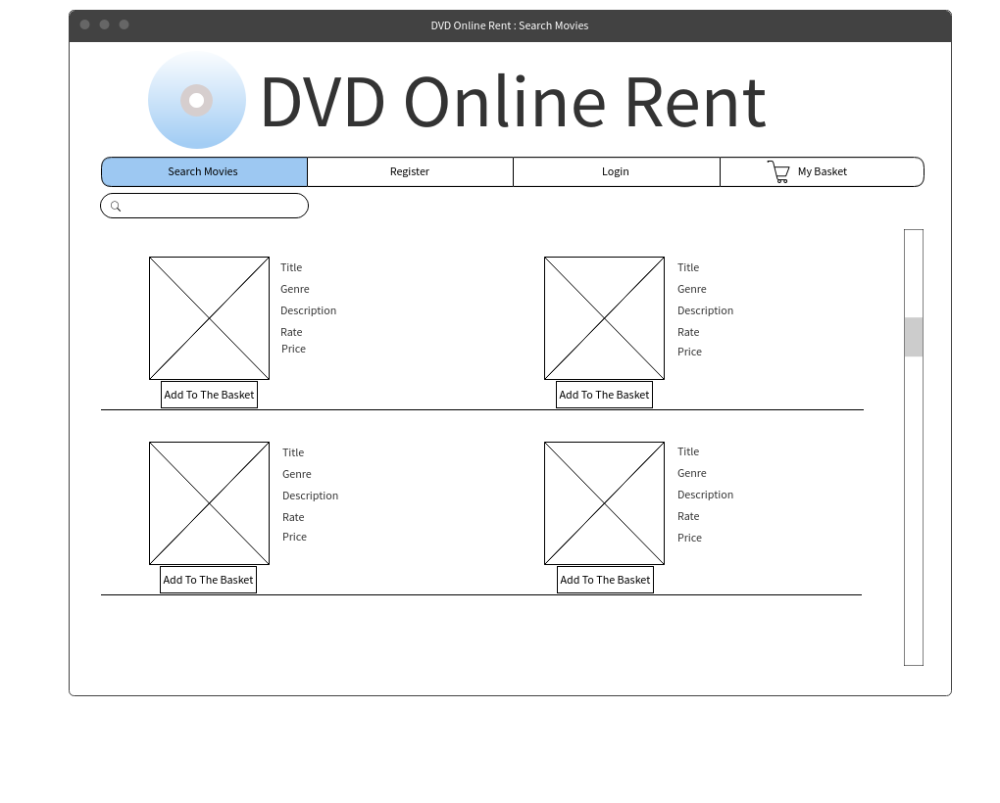 DVD Online Rent : Search Movies
DVD Online Rent
Search Movies Register Login My Basket
Title
Genre
Description
Rate
Price
Add To The Basket
Title
Genre
Description
Rate
Price
Add To The Basket
Title
Genre
Description
Rate
Price
Add To The Basket
Title
Genre
Description
Rate
Price
Add To The Basket